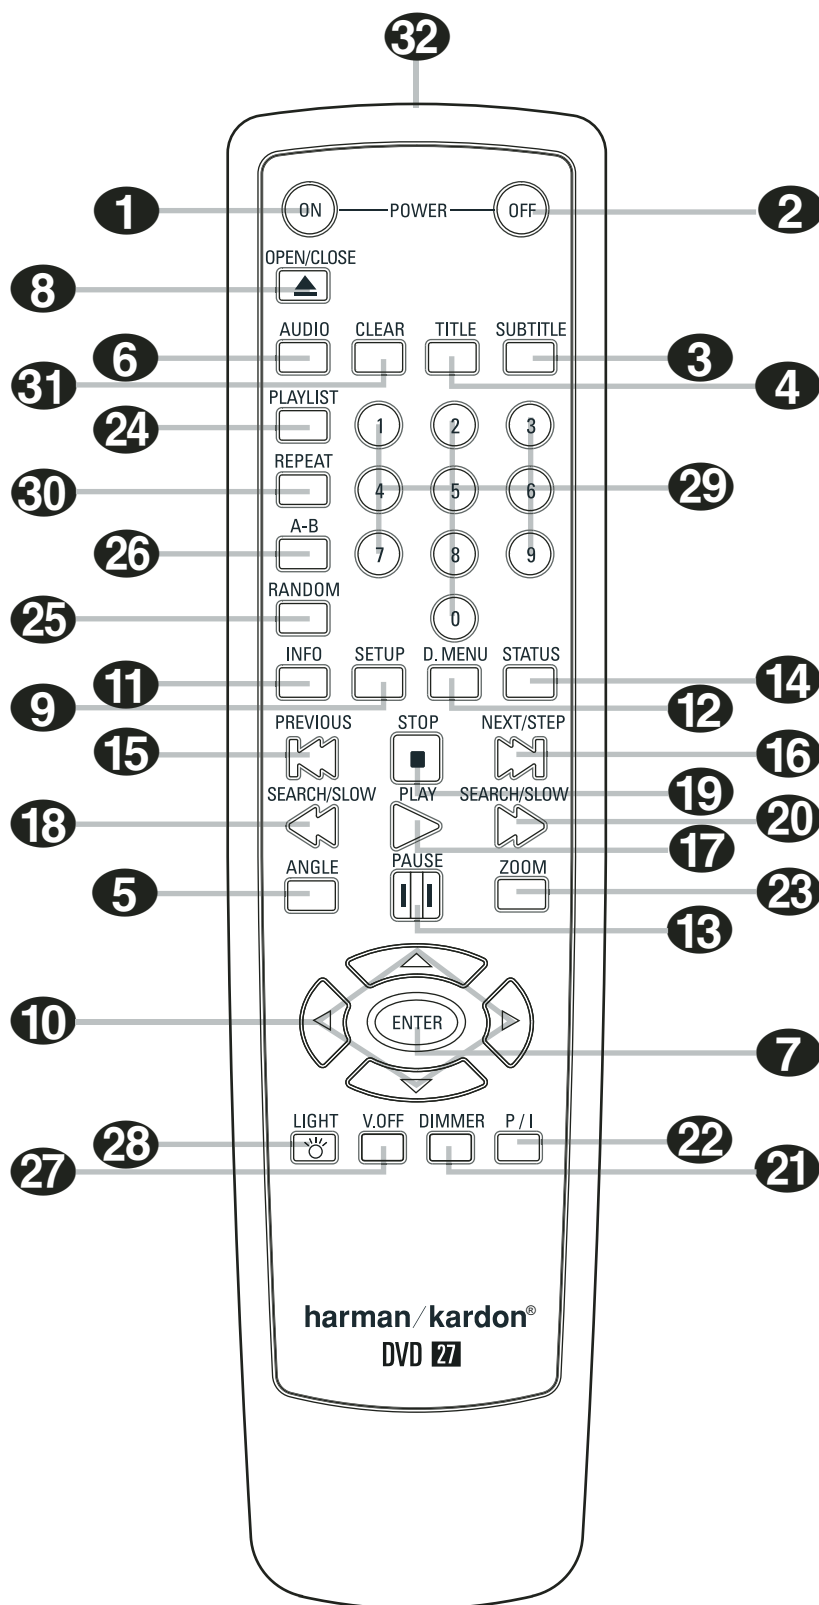 32
1 ON POWER OFF 2
OPEN/CLOSE
8
AUDIO CLEAR TITLE SUBTITLE
6 3
31 4
PLAYLIST
24 1 2 3
REPEAT
30 4 5 6 29
A-B
26 7 8 9
RANDOM
25 0
INFO SETUP D. MENU STATUS
11 14
9 12
PREVIOUS STOP NEXT/STEP
15 16
19
SEARCH/SLOW PLAY SEARCH/SLOW
18 20
17
ANGLE PAUSE ZOOM
5 23
13
10 ENTER
7
LIGHT V.OFF DIMMER P / I
28 22
27 21
harman/kardon®
DVD 27